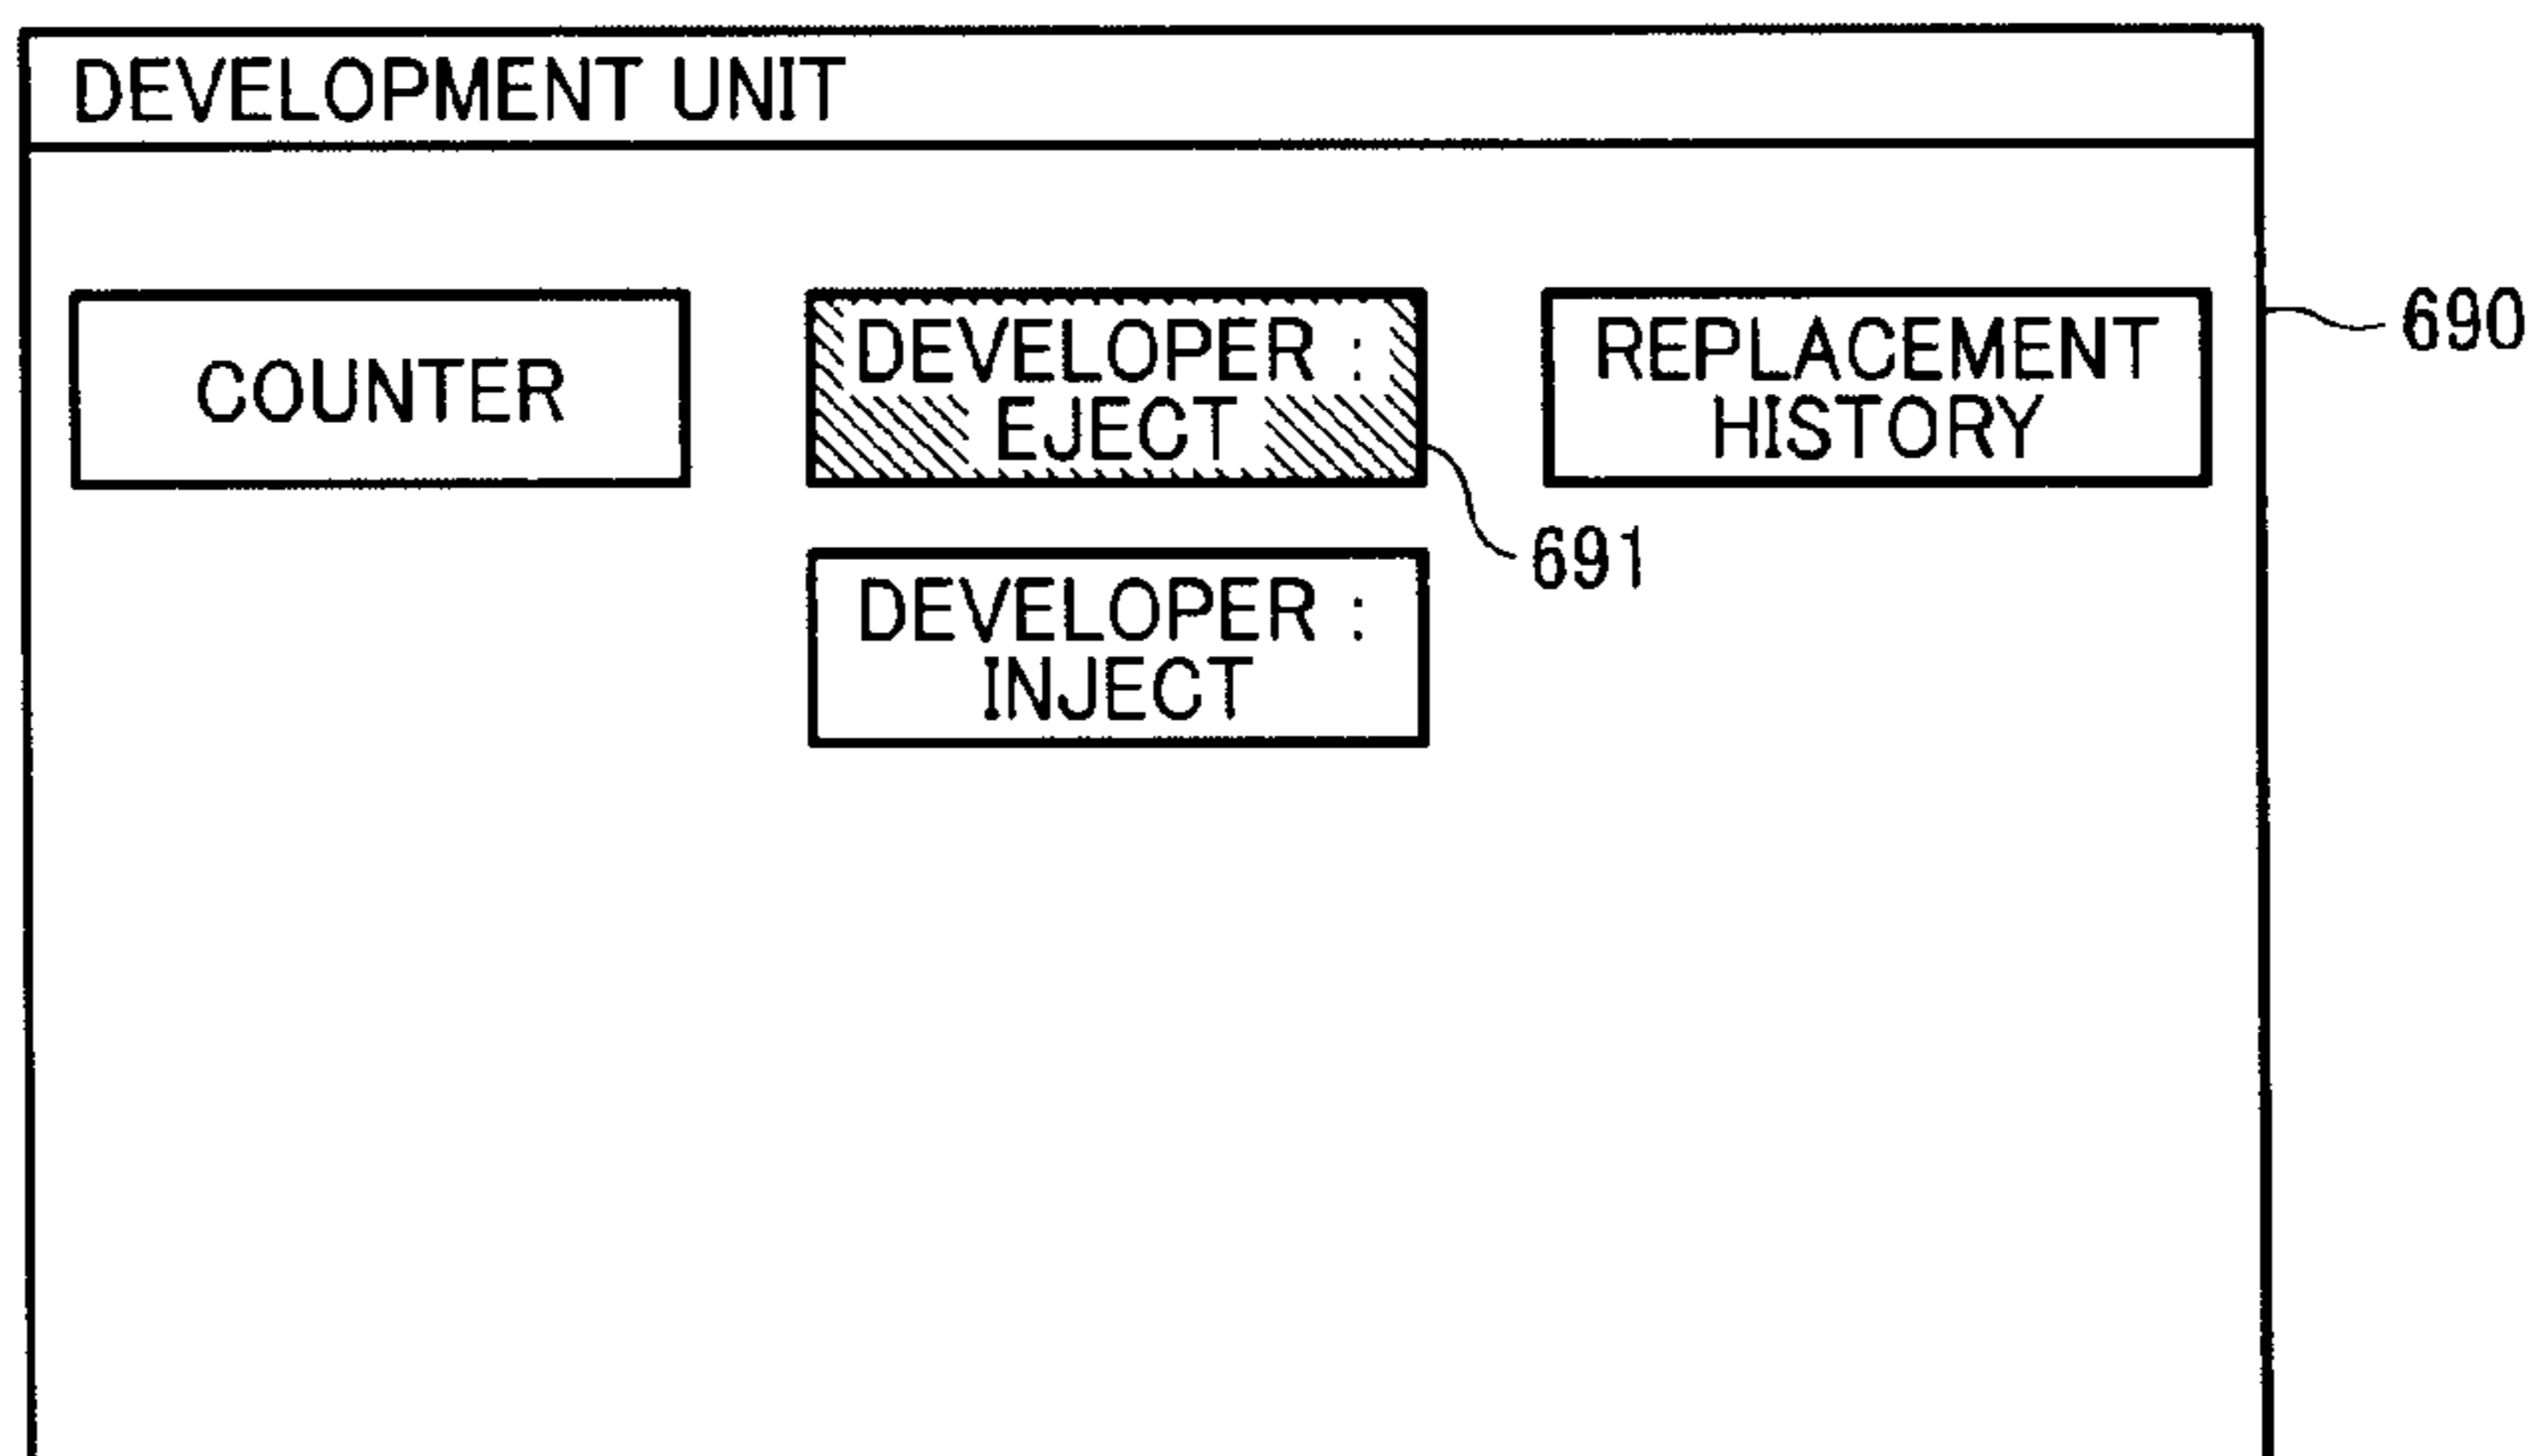 DEVELOPMENT UNIT
COUNTER
DEVELOPER :
EJECT
REPLACEMENT
HISTORY
690
691
DEVELOPER :
INJECT